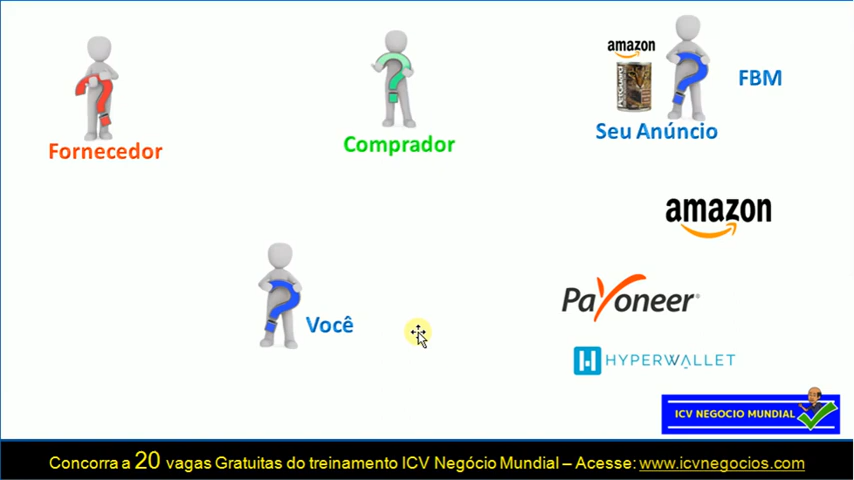 amazon
PetGuard
FBM
Seu Anúncio
Comprador
Fornecedor
amazon
Payoneer®
HYPERWALLET
Você
ICV NEGOCIO MUNDIAL
Concorra a 20 vagas Gratuitas do treinamento ICV Negócio Mundial – Acesse: www.icvnegocios.com